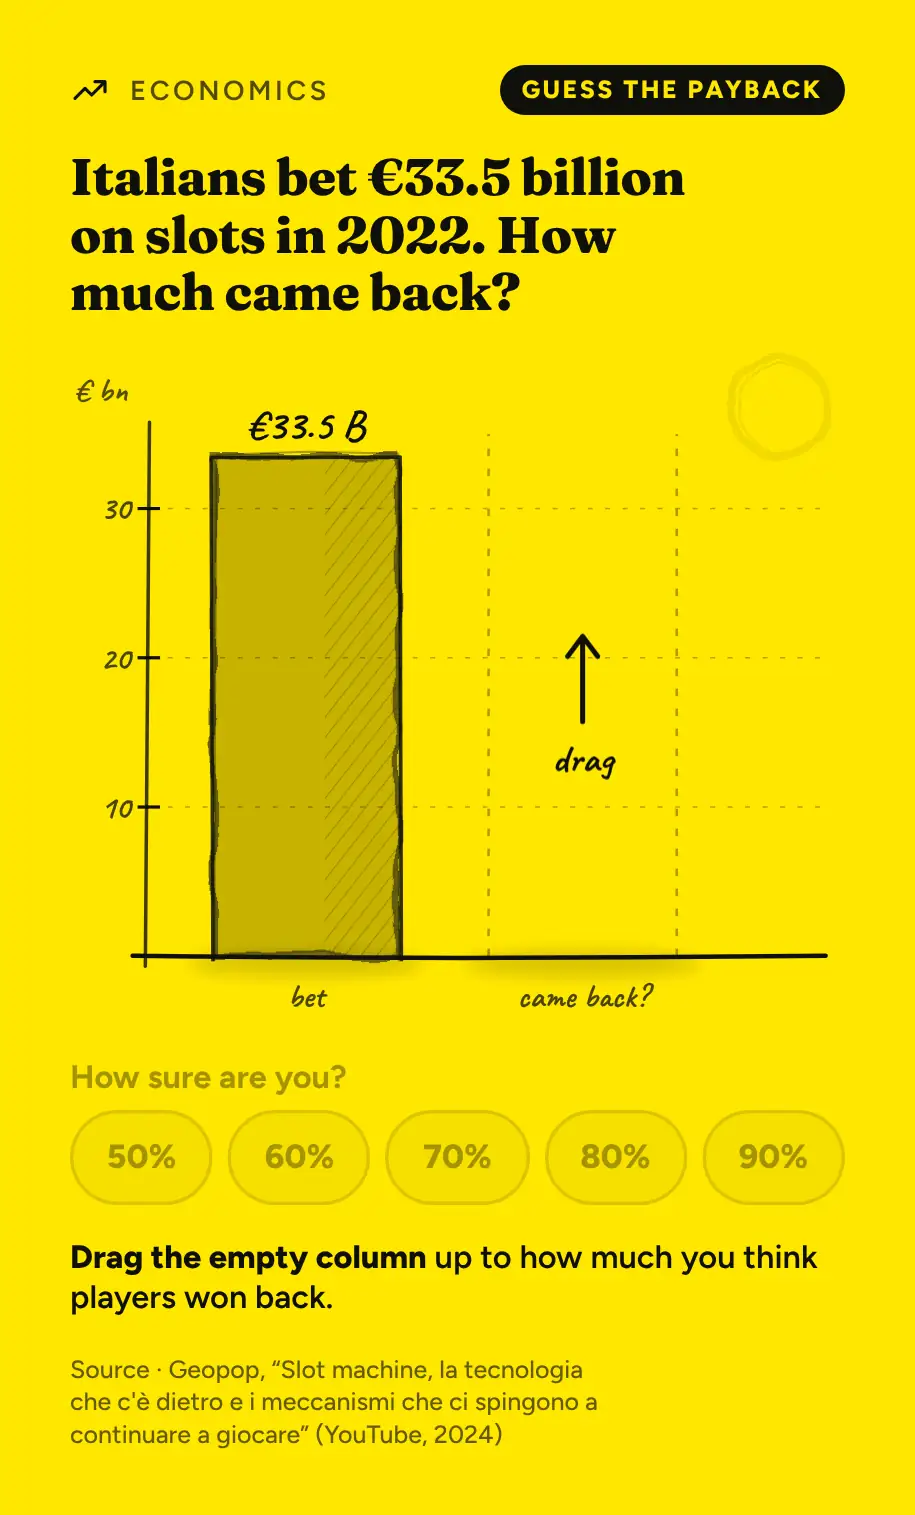 ECONOMICS
GUESS THE PAYBACK
Italians bet €33.5 billion
on slots in 2022. How
much came back?
€ bn
€33.5 B
30
20
10
drag
bet
came back?
How sure are you?
50%
60%
70%
80%
90%
Drag the empty column up to how much you think
players won back.
Source · Geopop, “Slot machine, la tecnologia
che c'è dietro e i meccanismi che ci spingono a
continuare a giocare” (YouTube, 2024)